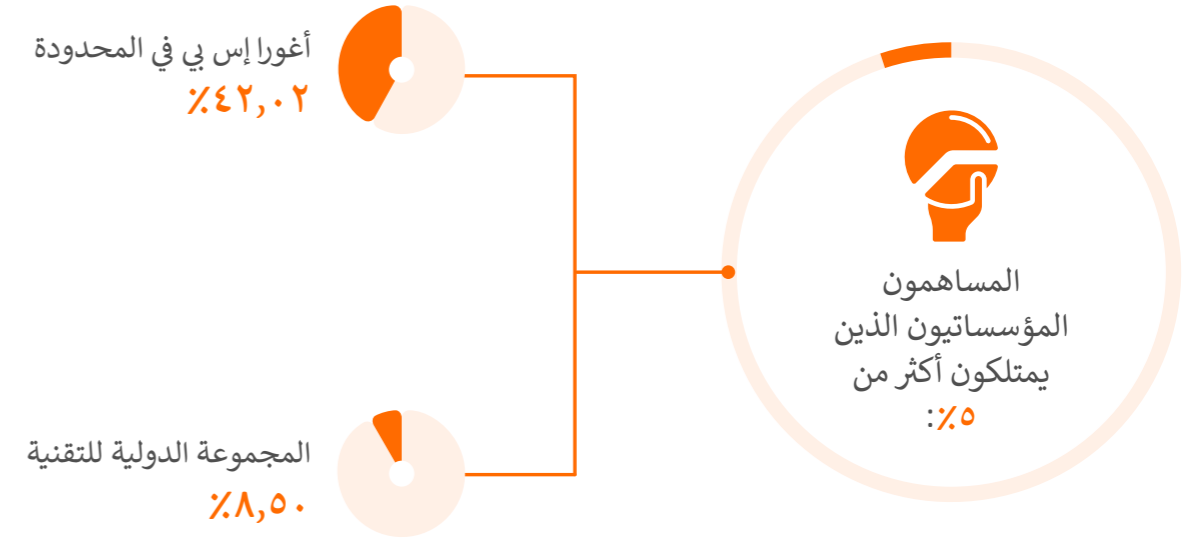 المساهمون
المؤسساتيون الذين
يمتلكون أكثر من
٥٪:
أغورا إس بي في المحدودة
٤٢,٠٢٪
المجموعة الدولية للتقنية
٨,٥٠٪